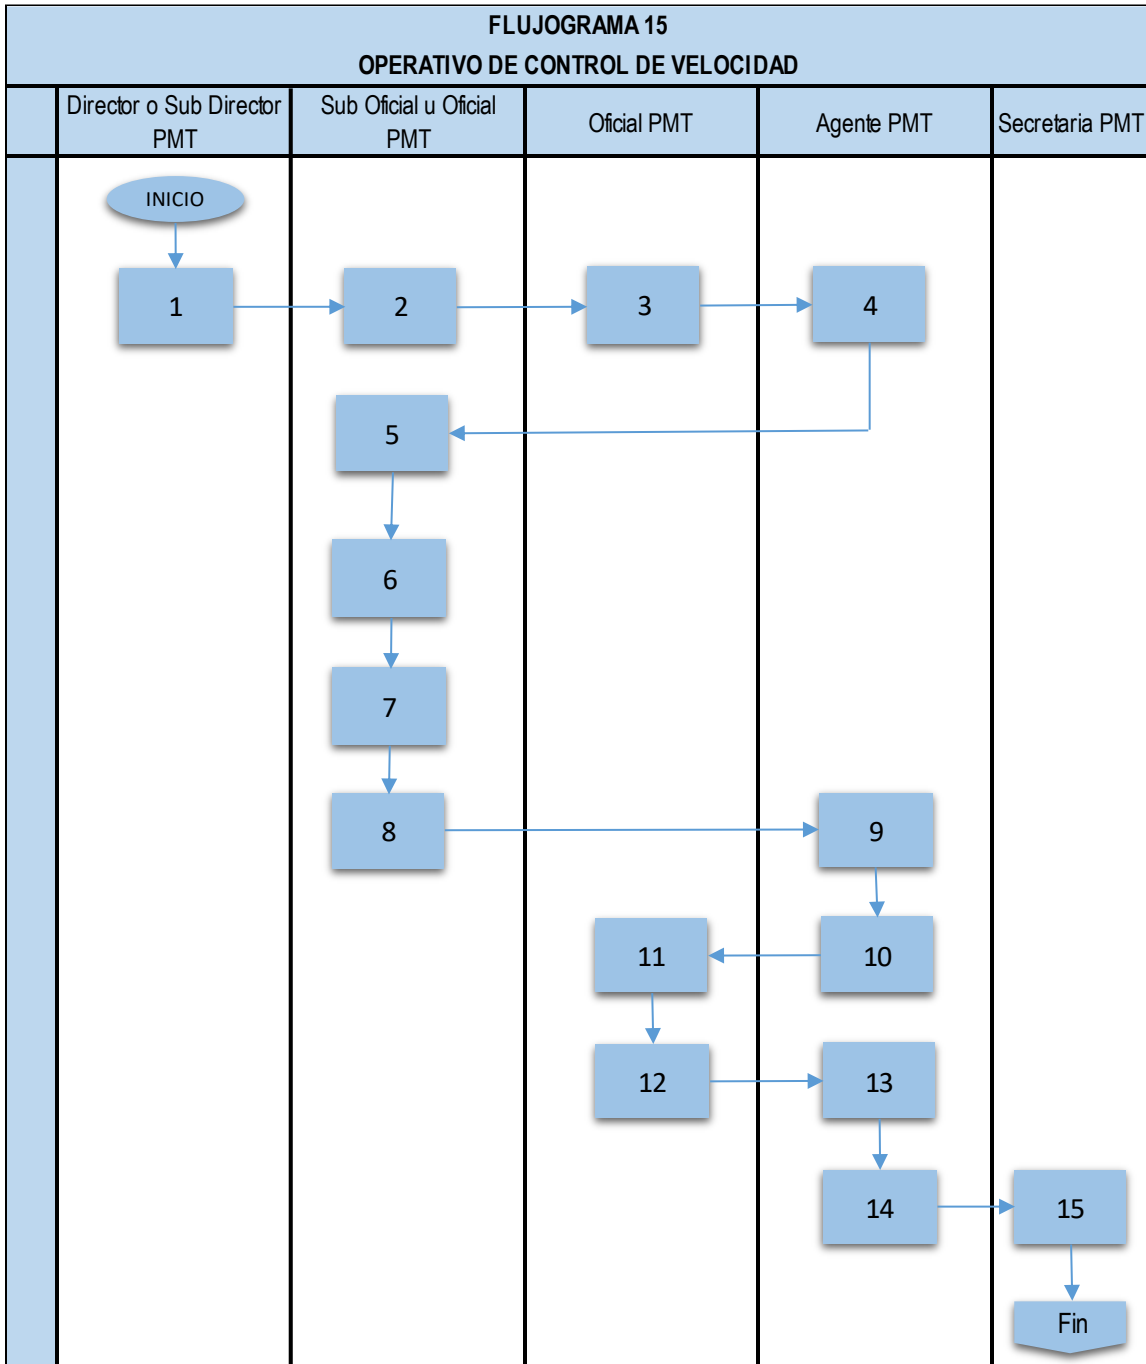 FLUJOGRAMA 15
OPERATIVO DE CONTROL DE VELOCIDAD
Director o Sub Director
PMT
Sub Oficial u Oficial
PMT
Oficial PMT
Agente PMT
Secretaria PMT
INICIO
1
2
3
4
5
6
7
8
9
11
10
12
13
14
15
Fin